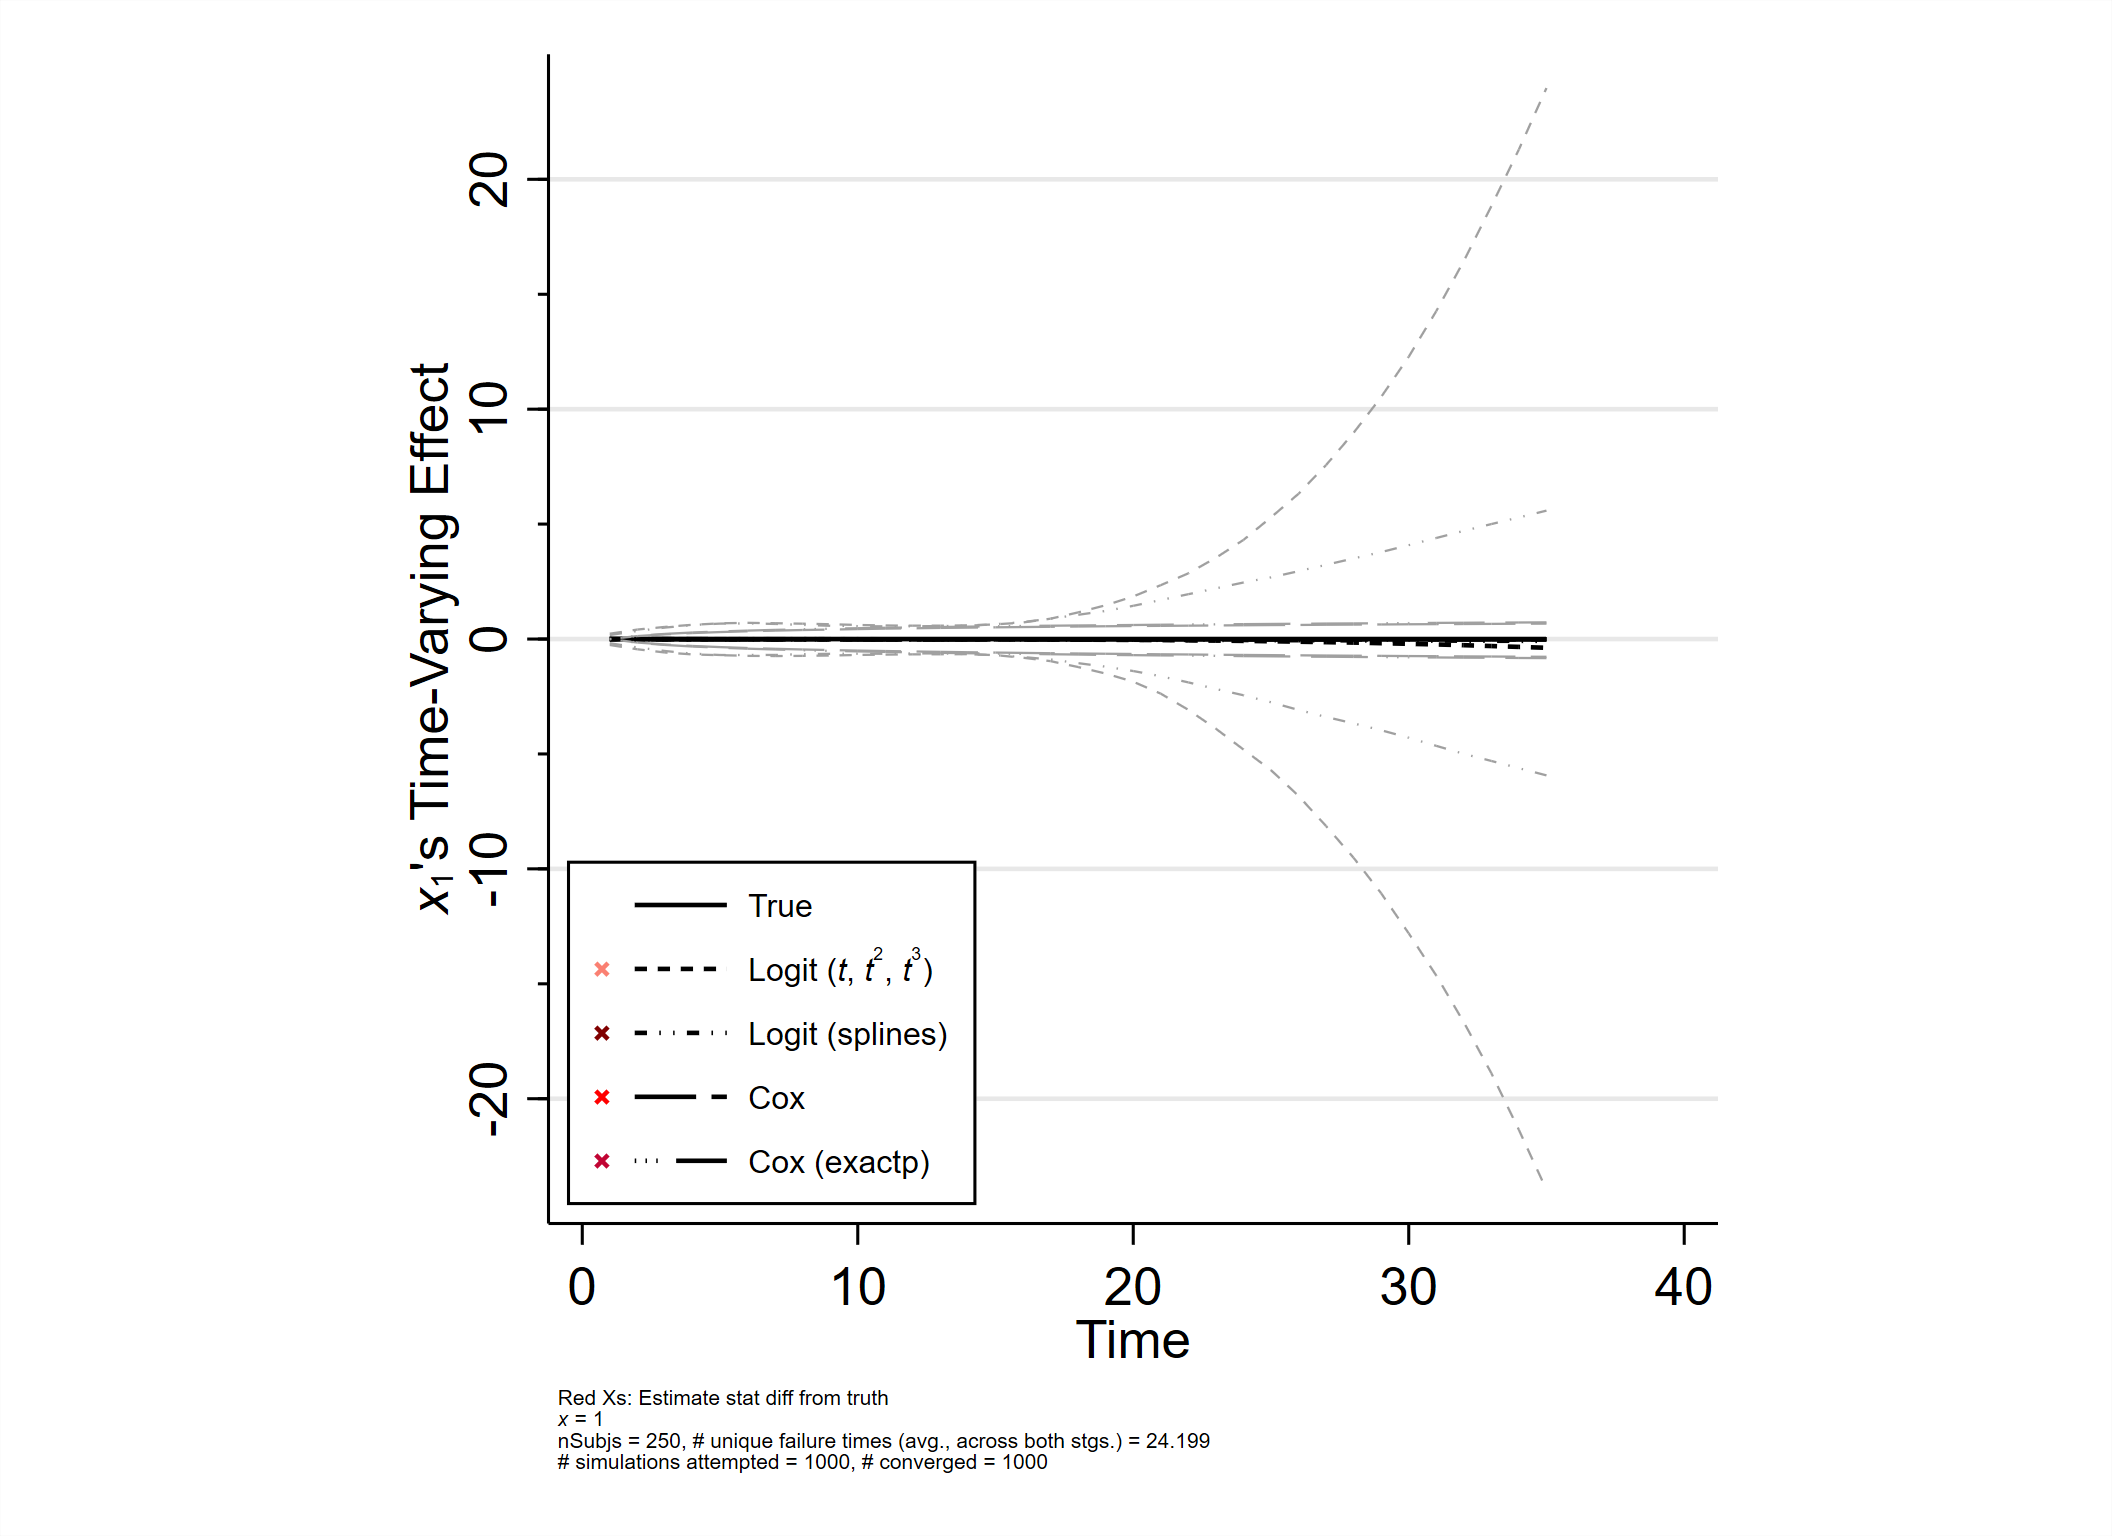 x₁'s Time-Varying Effect
20
10
0
-10
-20
True
Logit (t, t², t³)
Logit (splines)
Cox
Cox (exactp)
0 10 20 30 40
Time
Red Xs: Estimate stat diff from truth
x = 1
nSubjs = 250, # unique failure times (avg., across both stgs.) = 24.199
# simulations attempted = 1000, # converged = 1000